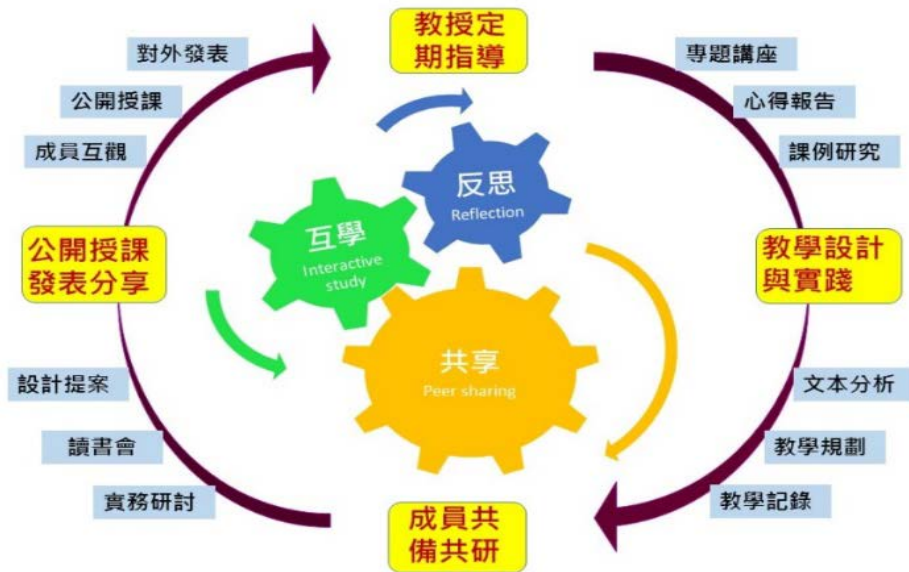 教授定
期指導
對外發表
公開授課
成員互觀
專題講座
心得報告
課例研究
反思
Reflection
互學
Interactive
study
公開授課
發表分享
教學設計
與實踐
共享
Peer sharing
設計提案
讀書會
實務研討
文本分析
教學規劃
教學記錄
成員共
備共研